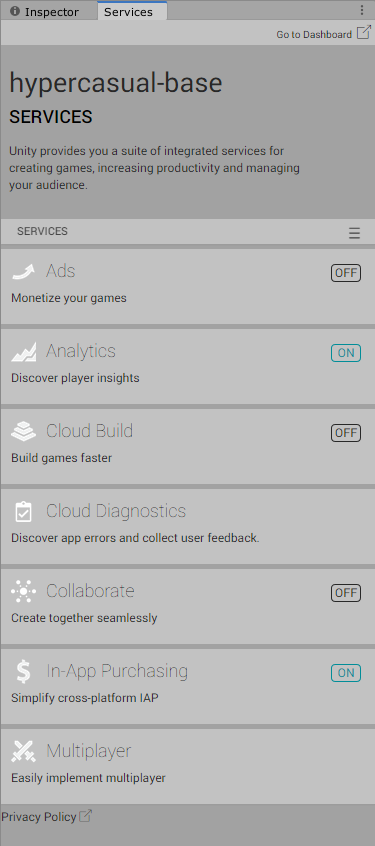 Inspector
Services
Go to Dashboard
hypercasual-base
SERVICES
Unity provides you a suite of integrated services for
creating games, increasing productivity and managing
your audience.
SERVICES
Ads
OFF
Monetize your games
Analytics
ON
Discover player insights
Cloud Build
OFF
Build games faster
Cloud Diagnostics
Discover app errors and collect user feedback.
Collaborate
OFF
Create together seamlessly
In-App Purchasing
ON
Simplify cross-platform IAP
Multiplayer
Easily implement multiplayer
Privacy Policy